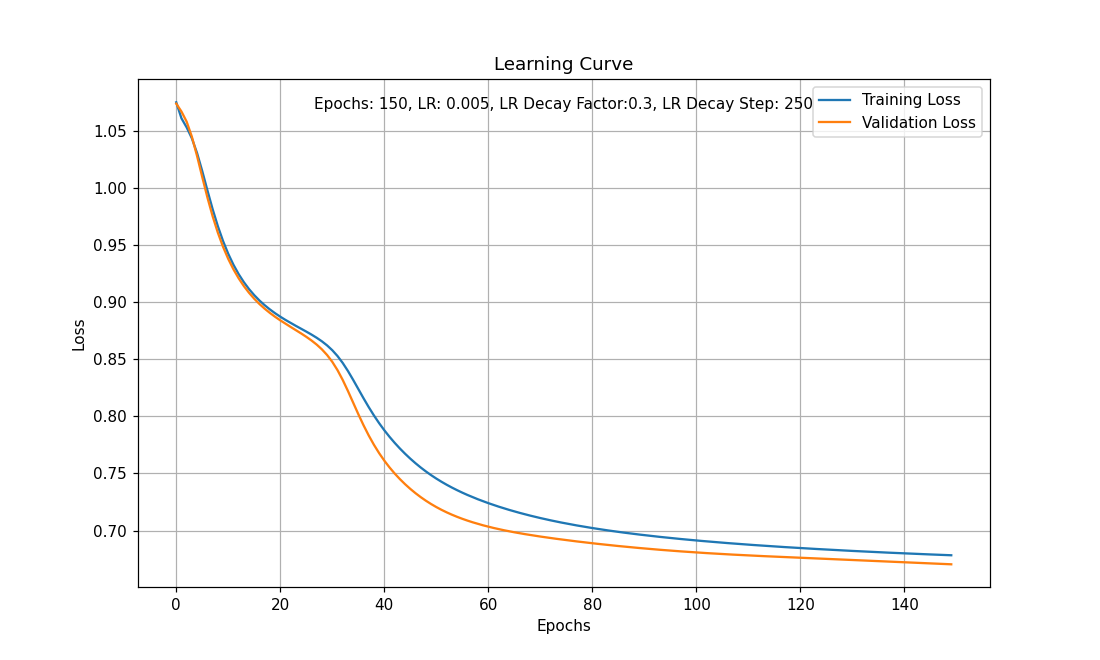 Learning Curve
Epochs: 150, LR: 0.005, LR Decay Factor:0.3, LR Decay Step: 250
Training Loss
Validation Loss
1.05
1.00
0.95
0.90
0.85
0.80
0.75
0.70
Loss
0 20 40 60 80 100 120 140
Epochs